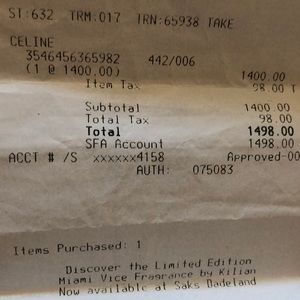 ST:632 TRM:017 TRN:65938 TAKE
CELINE
3546456365982 442/006
(1 @ 1400.00) 1400.00
Item Tax 98.00 T
Subtotal 1400.00
Total Tax 98.00
Total 1498.00
SFA Account 1498.00
ACCT # /S xxxxxx4158 Approved-00
AUTH: 075083
Items Purchased: 1
Discover the Limited Edition
Miami Vice Fragrance by Kilian
Now available at Saks Dadeland